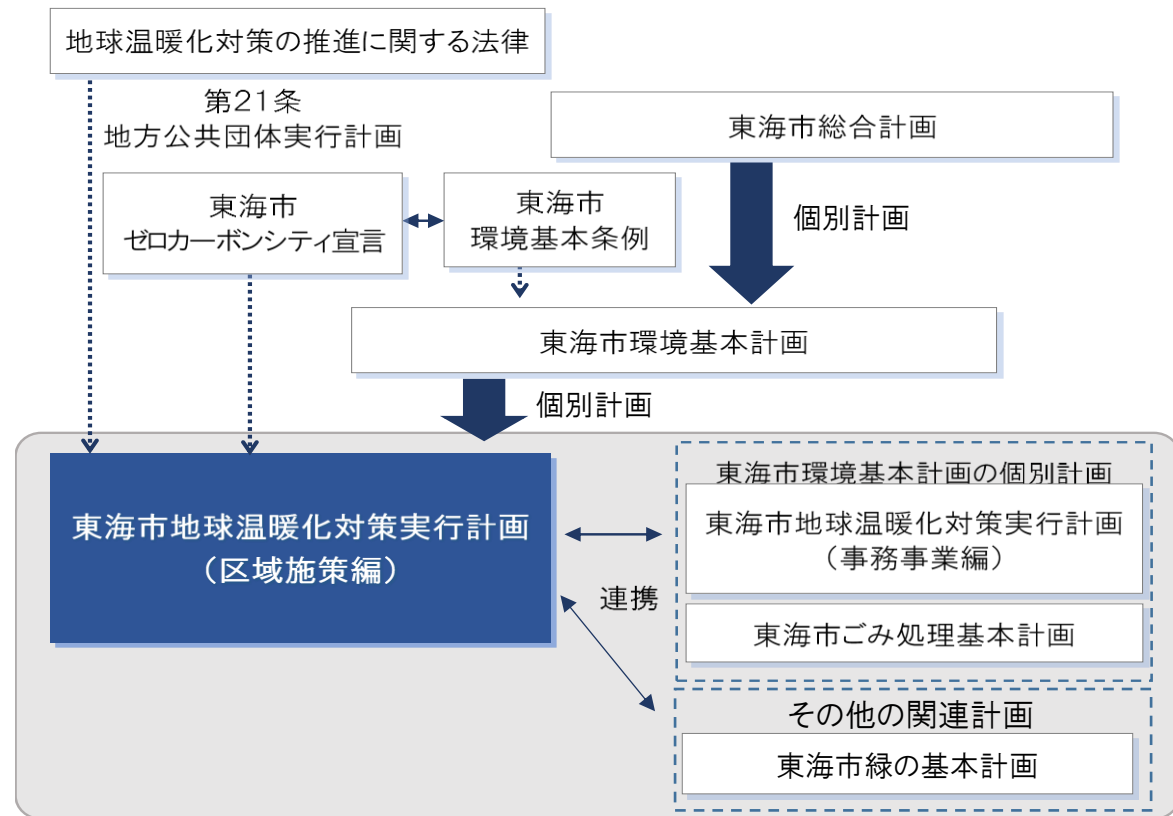 地球温暖化対策の推進に関する法律
第21条
地方公共団体実行計画
東海市総合計画
東海市
ゼロカーボンシティ宣言
東海市
環境基本条例
個別計画
東海市環境基本計画
個別計画
東海市地球温暖化対策実行計画
（区域施策編）
連携
東海市環境基本計画の個別計画
東海市地球温暖化対策実行計画
（事務事業編）
東海市ごみ処理基本計画
その他の関連計画
東海市緑の基本計画